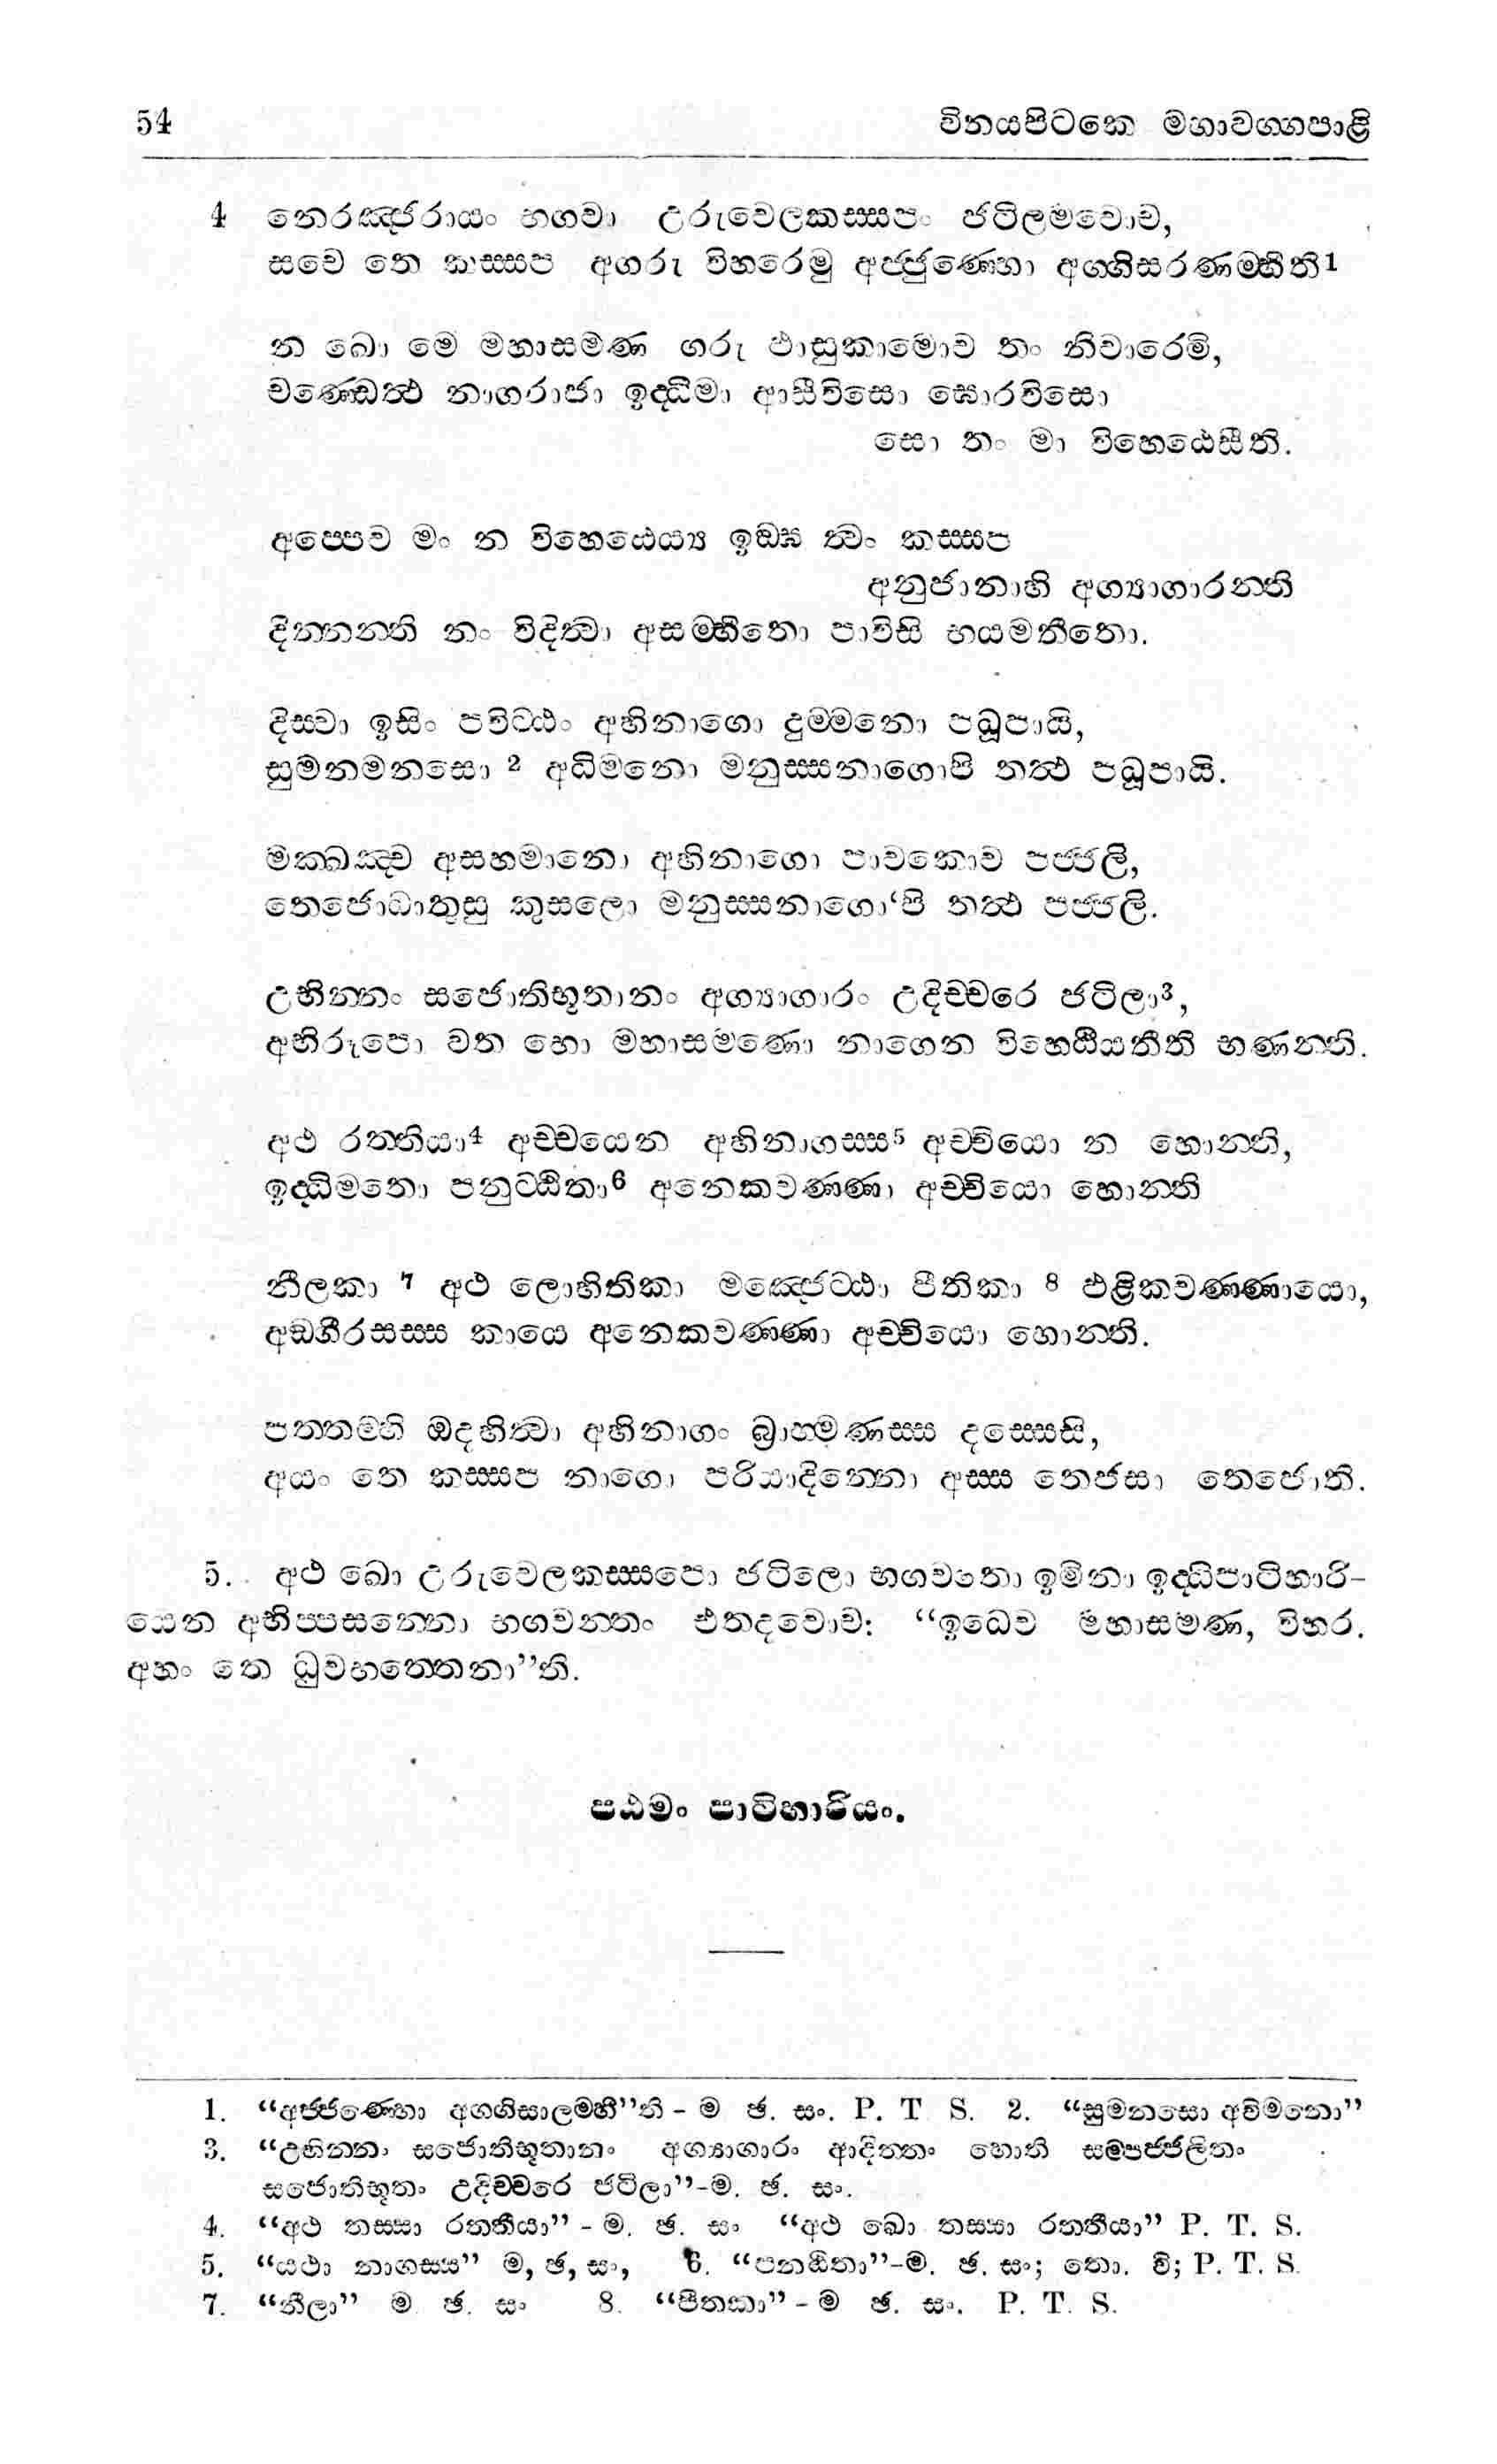 54 විනයපිටකෙ මහාවග්ගපාළි
4 නෙරඤ්ජරායං භගවා උරුවෙලකස්සපං ජටිලමවොච,
සචෙ තෙ කස්සප අගරු විහරෙමු අජ්ජුණ්හො අග්ගිසරණම්හීති1
න ඛො මෙ මහාසමණ ගරු ඵාසුකාමොව තං නිවාරෙමි,
චණ්ඩෙත්ථ නාගරාජා ඉද්ධිමා ආසීවිසො ඝොරවිසො
සො තං මා විහෙඨෙසීති.
අප්පෙව මං න විහෙඨෙය්‍ය ඉඞ්ඝ ත්වං කස්සප
අනුජානාහි අග්‍යාගාරන්ති
දින්නන්ති නං විදිත්වා අසම්භීතො පාවිසි භයමතීතො.
දිස්වා ඉසිං පවිට්ඨං අහිනාගො දුම්මනො පධූපායි,
සුමනමනසො 2 අධිමනො මනුස්සනාගොපි තත්ථ පධූපායි.
මක්ඛඤ්ච අසහමානො අහිනාගො පාවකොව පජ්ජලි,
තෙජොධාතුසු කුසලො මනුස්සනාගො‘පි තත්ථ පජ්ජලි.
උභින්නං සජොතිභූතානං අග්‍යාගාරං උදිච්චරෙ ජටිලා3,
අභිරූපො වත භො මහාසමණො නාගෙන විහෙඨීයතීති භණන්ති.
අථ රත්තියා4 අච්චයෙන අහිනාගස්ස5 අච්චියො න හොන්ති,
ඉද්ධිමතො පනුට්ඨිතා6 අනෙකවණ්ණා අච්චියො හොන්ති
නීලකා 7 අථ ලොහිතිකා මඤ්ජෙට්ඨා පීතිකා 8 ඵළිකවණ්ණායො,
අඞ්ගීරසස්ස කායෙ අනෙකවණ්ණා අච්චියො හොන්ති.
පත්තම්හි ඔදහිත්වා අහිනාගං බ්‍රාහ්මණස්ස දස්සෙසි,
අයං තෙ කස්සප නාගො පරියාදින්නො අස්ස තෙජසා තෙජොති.
5. අථ ඛො උරුවෙලකස්සපො ජටිලො භගවතො ඉමිනා ඉද්ධිපාටිහාරි-
යෙන අභිප්පසන්නො භගවන්තං එතදවොච: “ඉධෙව මහාසමණ, විහර.
අහං තෙ ධුවභත්තෙනා”ති.
පඨමං පාටිහාරියං.
1. “අජ්ජණ්හො අග්ගිසාලම්හී”ති - ම ඡ. සං. P. T S. 2. “සුමනසො අවිමනො”
3. “උභින්නං සජොතිභූතානං අග්‍යාගාරං ආදිත්තං හොති සම්පජ්ජලිතං
සජොතිභූතං උදිච්චරෙ ජටිලා”-ම. ඡ. සං.
4. “අථ තස්සා රත්තීයා” - ම. ඡ. සං “අථ ඛො තස්සා රත්තීයා” P. T. S.
5. “යථා නාගස්ස” ම, ඡ, සං, 6. “පනඨිතා”-ම. ඡ. සං; තො. වි; P. T. S.
7. “නීලා” ම ඡ. සං 8. “පීතකා” - ම ඡ. සං. P. T. S.